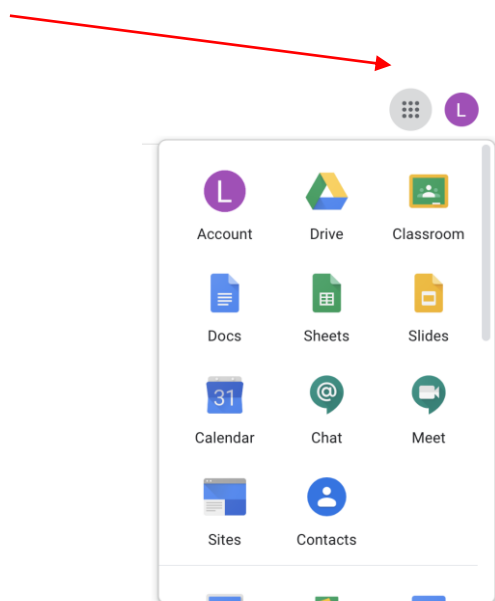 L
L
Account Drive Classroom
Docs Sheets Slides
31 @
Calendar Chat Meet
Sites Contacts